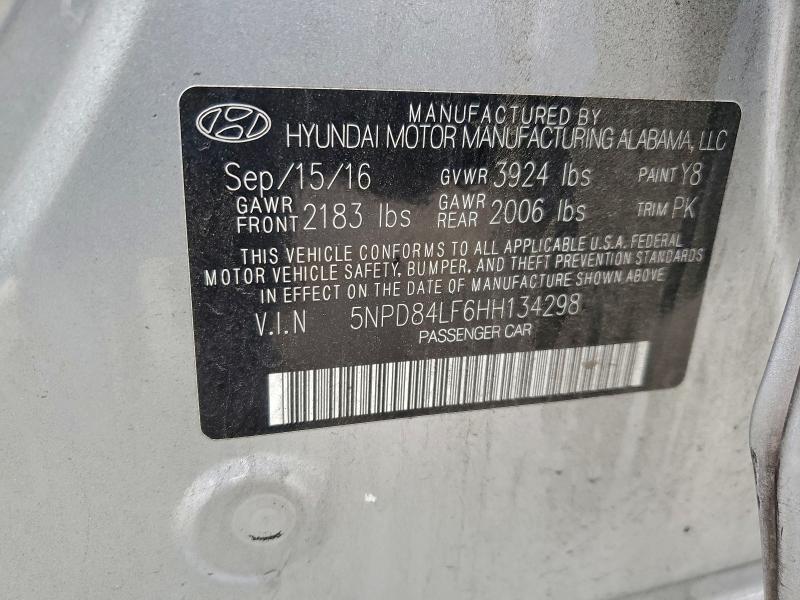 MANUFACTURED BY
HYUNDAI MOTOR MANUFACTURING ALABAMA, LLC
Sep/15/16 GVWR 3924 lbs PAINT Y8
GAWR FRONT 2183 lbs GAWR REAR 2006 lbs TRIM PK
THIS VEHICLE CONFORMS TO ALL APPLICABLE U.S.A. FEDERAL
MOTOR VEHICLE SAFETY, BUMPER, AND THEFT PREVENTION STANDARDS
IN EFFECT ON THE DATE OF MANUFACTURE SHOWN ABOVE
V.I.N 5NPD84LF6HH134298
PASSENGER CAR